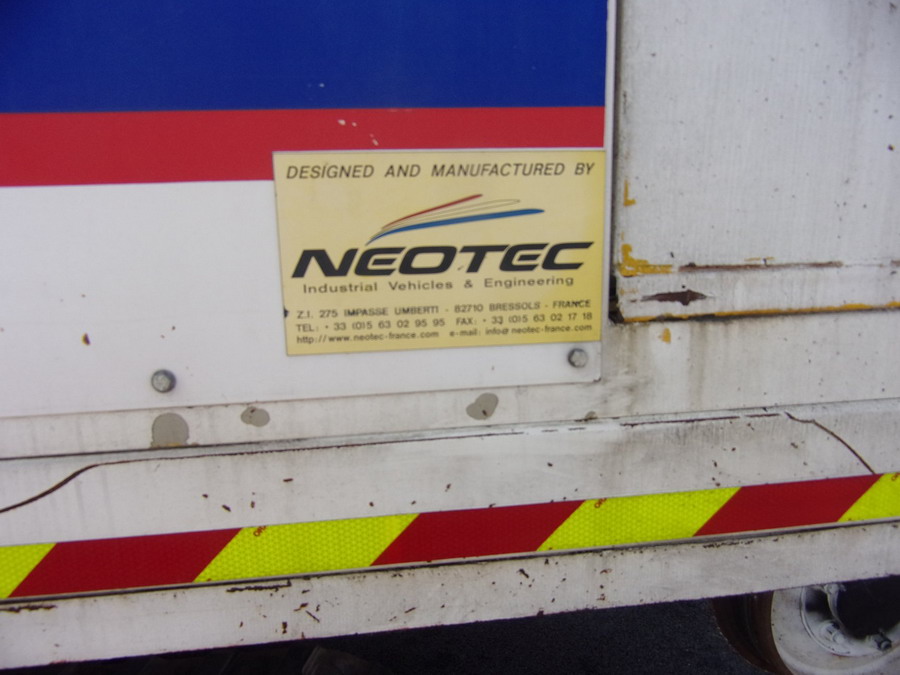 DESIGNED AND MANUFACTURED BY
NEOTEC
Industrial Vehicles & Engineering
Z.I. 275 IMPASSE UMBERTI - 82710 BRESSOLS - FRANCE
TEL: + 33 (0)5 63 02 95 95 FAX: + 33 (0)5 63 02 17 18
http://www.neotec-france.com e-mail: info@neotec-france.com